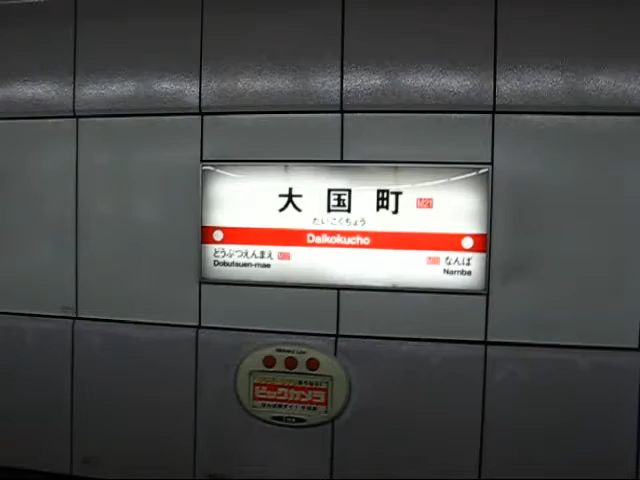 大国町 M21
だいこくちょう
Daikokucho
どうぶつえんまえ
Dobutsuen-mae
なんば
Namba
ビックカメラ